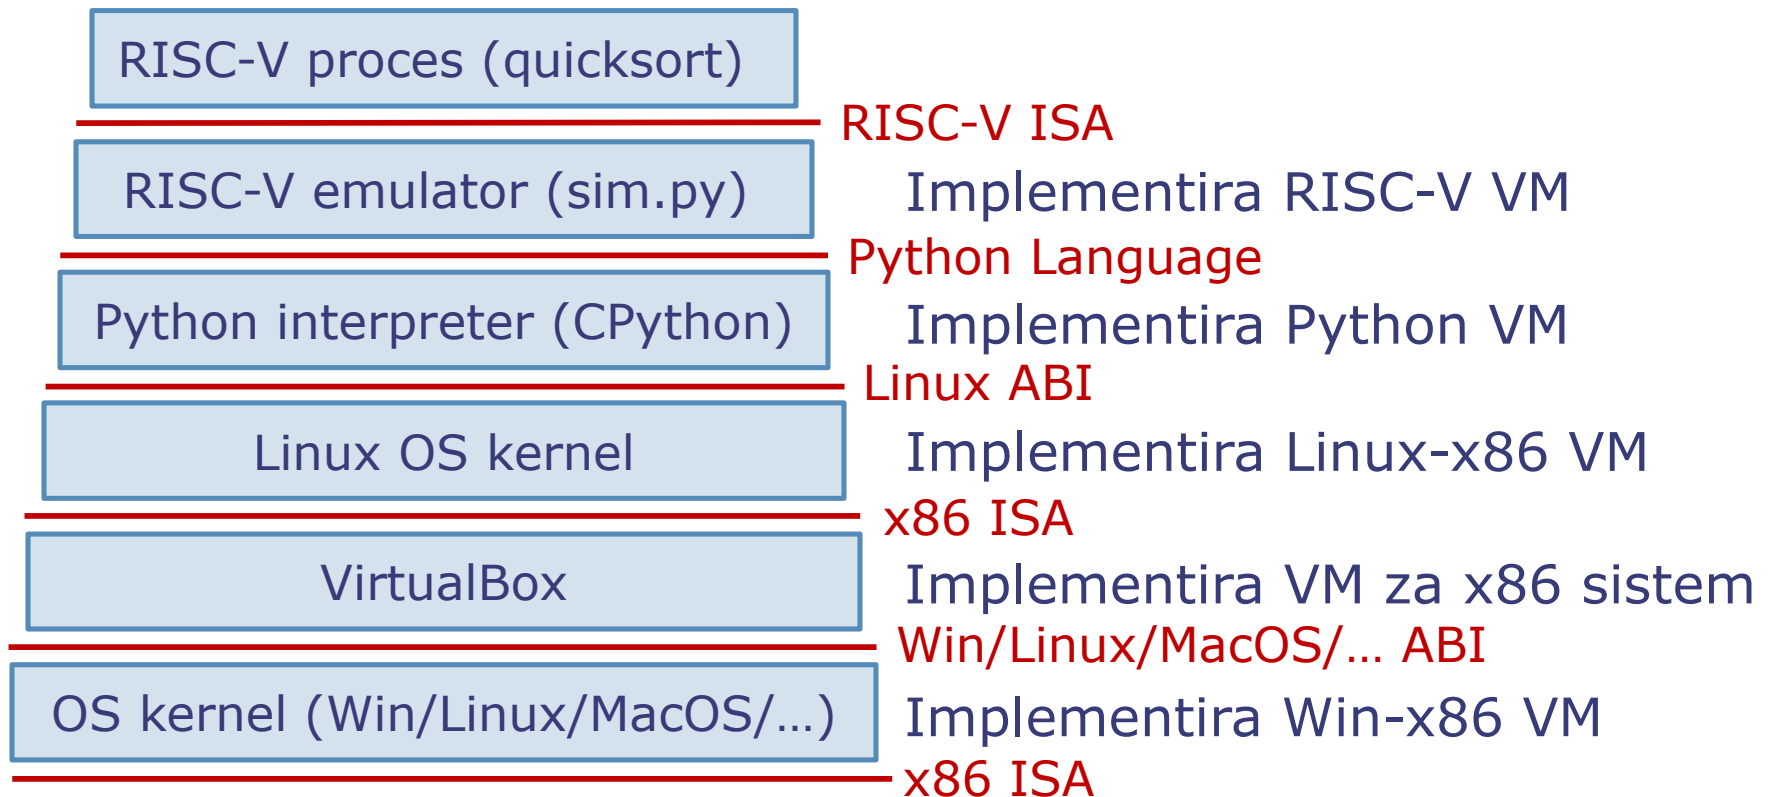 RISC-V proces (quicksort)
RISC-V ISA
RISC-V emulator (sim.py)
Implementira RISC-V VM
Python Language
Python interpreter (CPython)
Implementira Python VM
Linux ABI
Linux OS kernel
Implementira Linux-x86 VM
x86 ISA
VirtualBox
Implementira VM za x86 sistem
Win/Linux/MacOS/… ABI
OS kernel (Win/Linux/MacOS/…)
Implementira Win-x86 VM
x86 ISA